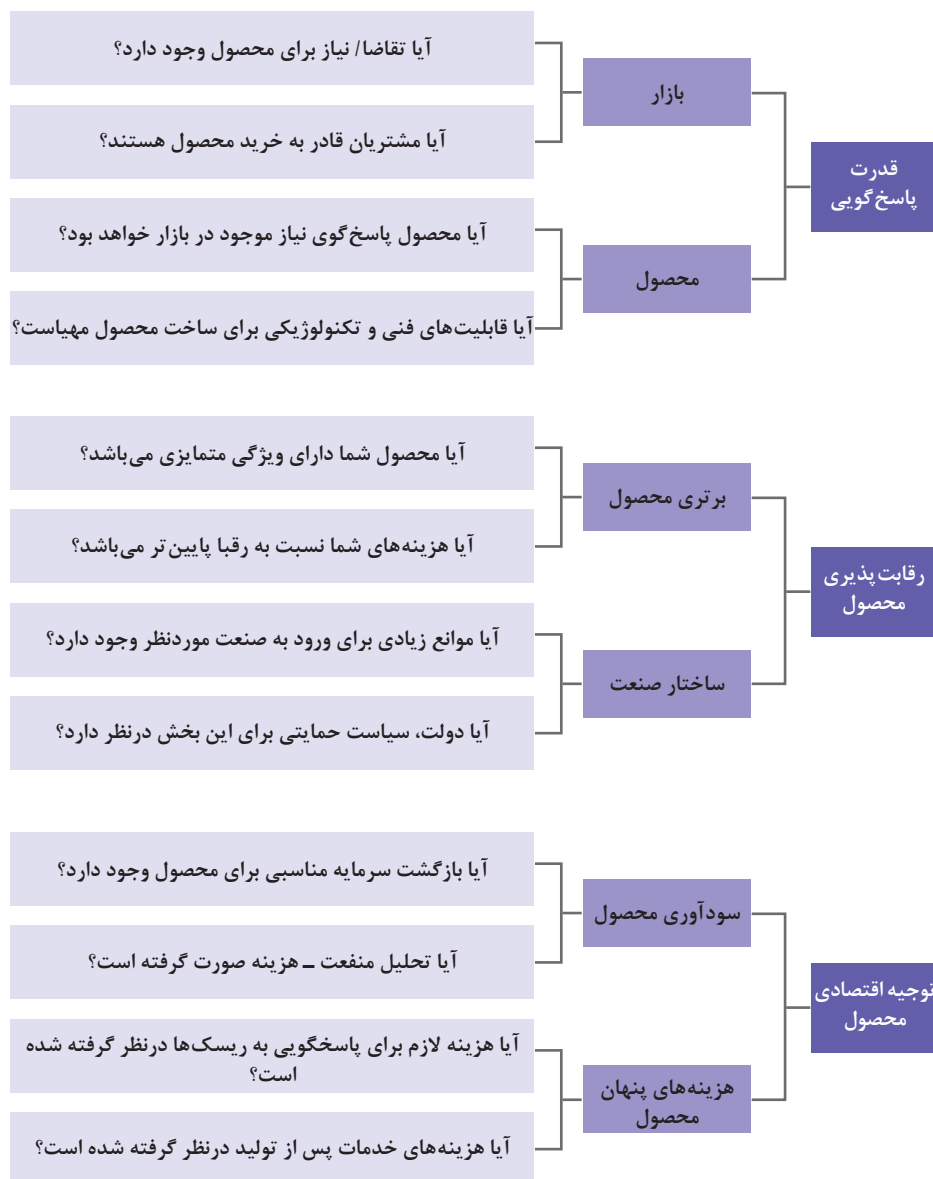 قدرت
پاسخ‌گویی
بازار
آیا تقاضا/ نیاز برای محصول وجود دارد؟
آیا مشتریان قادر به خرید محصول هستند؟
محصول
آیا محصول پاسخ‌گوی نیاز موجود در بازار خواهد بود؟
آیا قابلیت‌های فنی و تکنولوژیکی برای ساخت محصول مهیاست؟
رقابت‌پذیری
محصول
برتری محصول
آیا محصول شما دارای ویژگی متمایزی می‌باشد؟
آیا هزینه‌های شما نسبت به رقبا پایین‌تر می‌باشد؟
ساختار صنعت
آیا موانع زیادی برای ورود به صنعت موردنظر وجود دارد؟
آیا دولت، سیاست حمایتی برای این بخش درنظر دارد؟
توجیه اقتصادی
محصول
سودآوری محصول
آیا بازگشت سرمایه مناسبی برای محصول وجود دارد؟
آیا تحلیل منفعت ــ هزینه صورت گرفته است؟
هزینه‌های پنهان
محصول
آیا هزینه لازم برای پاسخگویی به ریسک‌ها درنظر گرفته شده
است؟
آیا هزینه‌های خدمات پس از تولید درنظر گرفته شده است؟